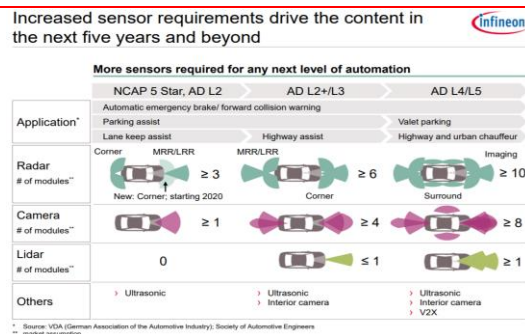 Increased sensor requirements drive the content in
the next five years and beyond
infineon
More sensors required for any next level of automation
NCAP 5 Star, AD L2
AD L2+/L3
AD L4/L5
Application*
Automatic emergency brake/ forward collision warning
Parking assist
Valet parking
Lane keep assist
Highway assist
Highway and urban chauffeur
Radar
# of modules**
Corner
MRR/LRR
≥ 3
New: Corner; starting 2020
MRR/LRR
≥ 6
Corner
Imaging
≥ 10
Surround
Camera
# of modules**
≥ 1
≥ 4
≥ 8
Lidar
# of modules**
0
≤ 1
≥ 1
Others
› Ultrasonic
› Ultrasonic
› Interior camera
› Ultrasonic
› Interior camera
› V2X
* Source: VDA (German Association of the Automotive Industry); Society of Automotive Engineers
** market assumption